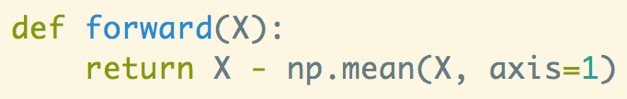 def forward(X):
    return X - np.mean(X, axis=1)